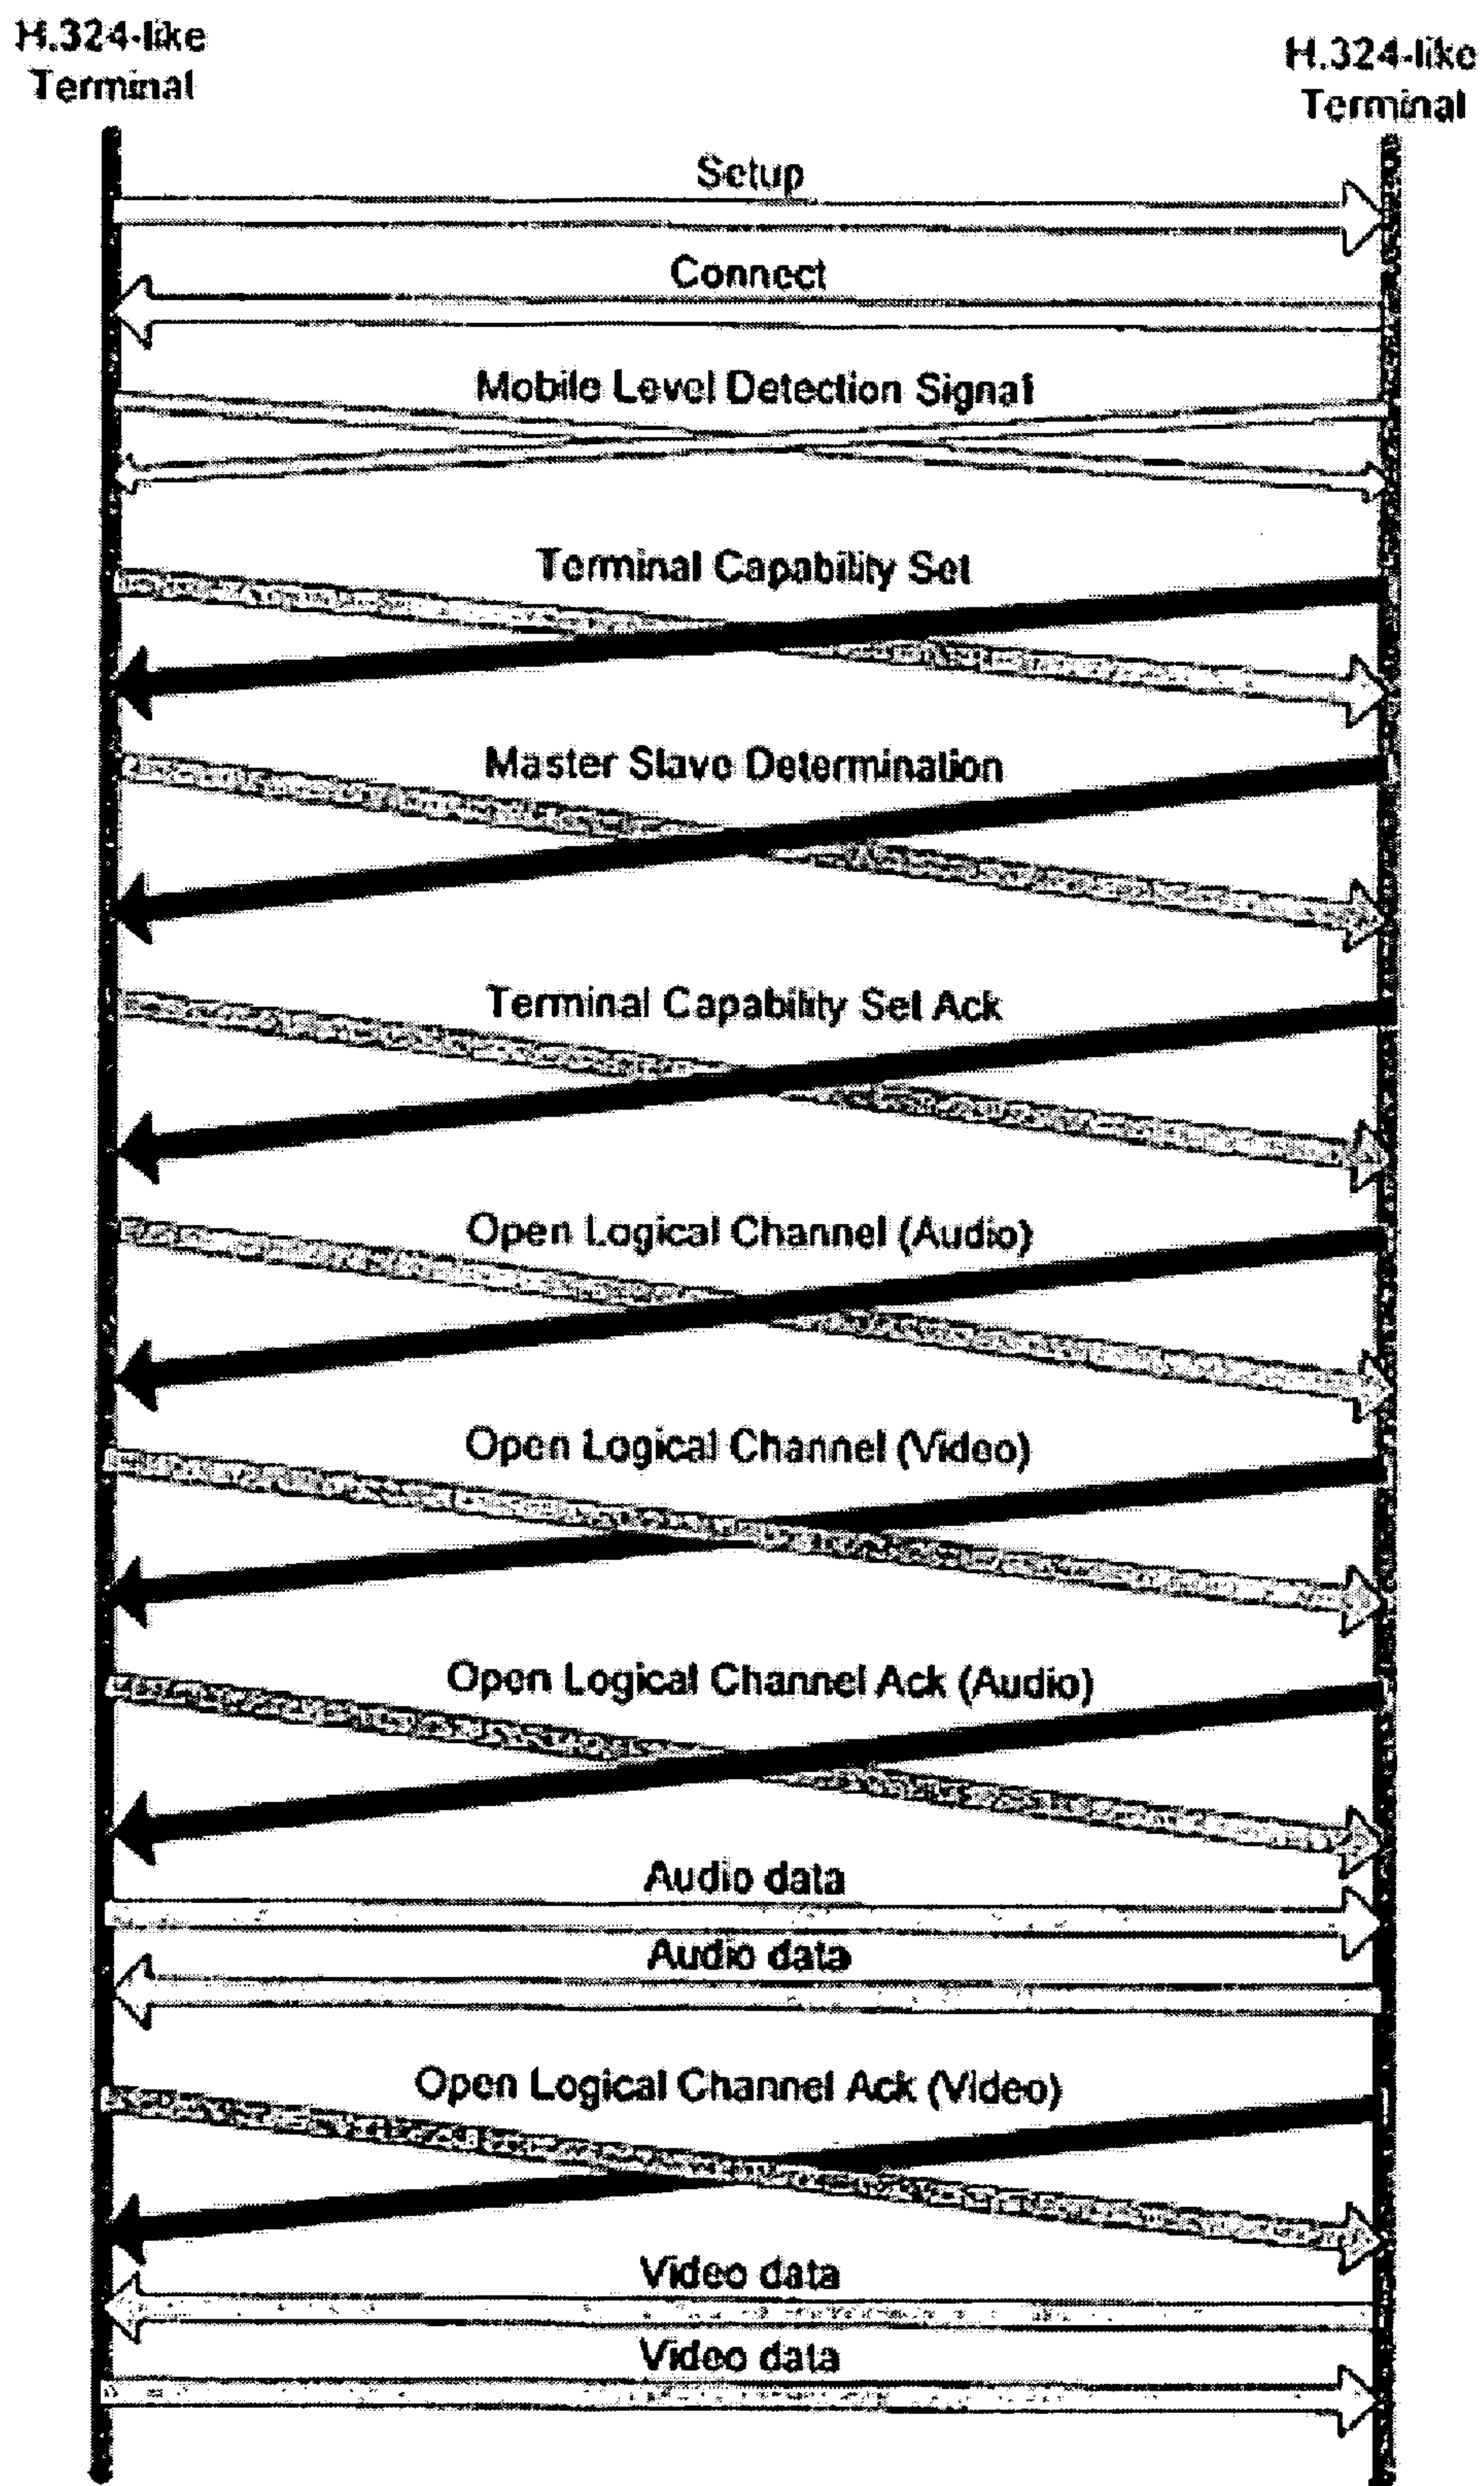 H.324-like
Terminal
H.324-like
Terminal
Setup
Connect
Mobile Level Detection Signal
Terminal Capability Set
Master Slave Determination
Terminal Capability Set Ack
Open Logical Channel (Audio)
Open Logical Channel (Video)
Open Logical Channel Ack (Audio)
Audio data
Audio data
Open Logical Channel Ack (Video)
Video data
Video data